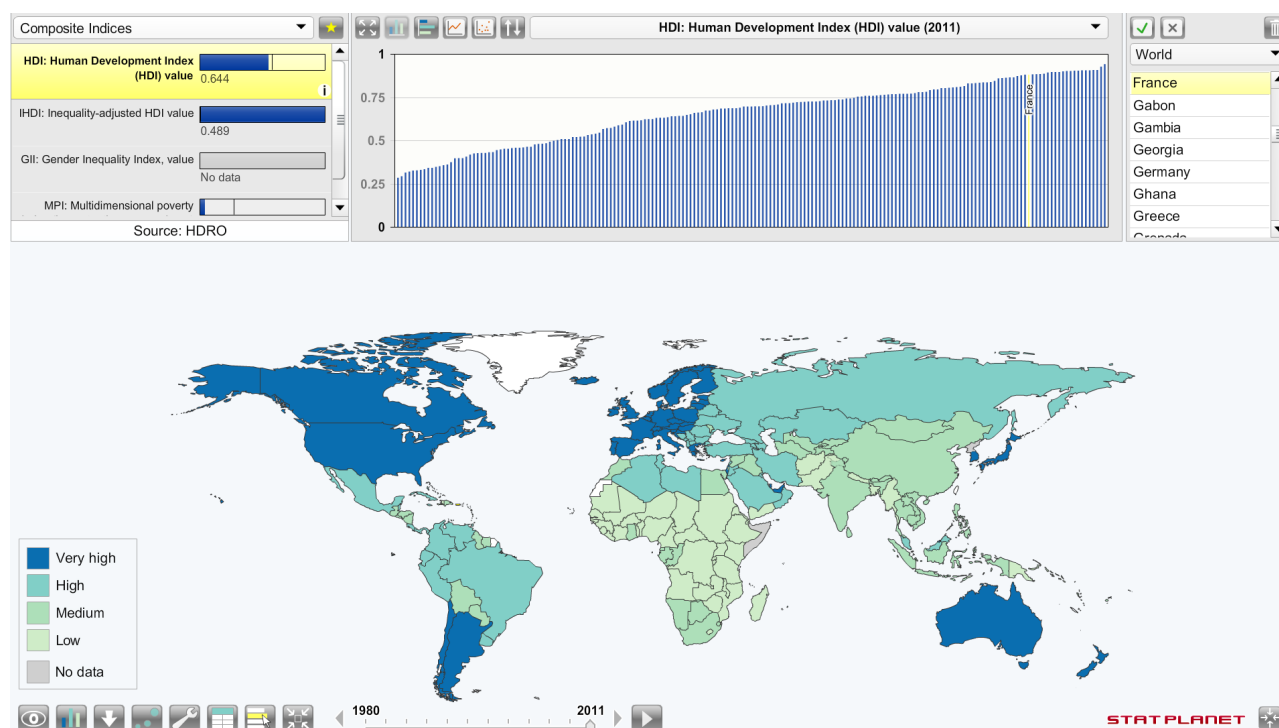 Composite Indices
HDI: Human Development Index
(HDI) value
0.644
i
IHDI: Inequality-adjusted HDI value
0.489
GII: Gender Inequality Index, value
No data
MPI: Multidimensional poverty
Source: HDRO
HDI: Human Development Index (HDI) value (2011)
1
0.75
0.5
0.25
0
France
World
France
Gabon
Gambia
Georgia
Germany
Ghana
Greece
Grenada
Very high
High
Medium
Low
No data
1980
2011
STAT PLANET